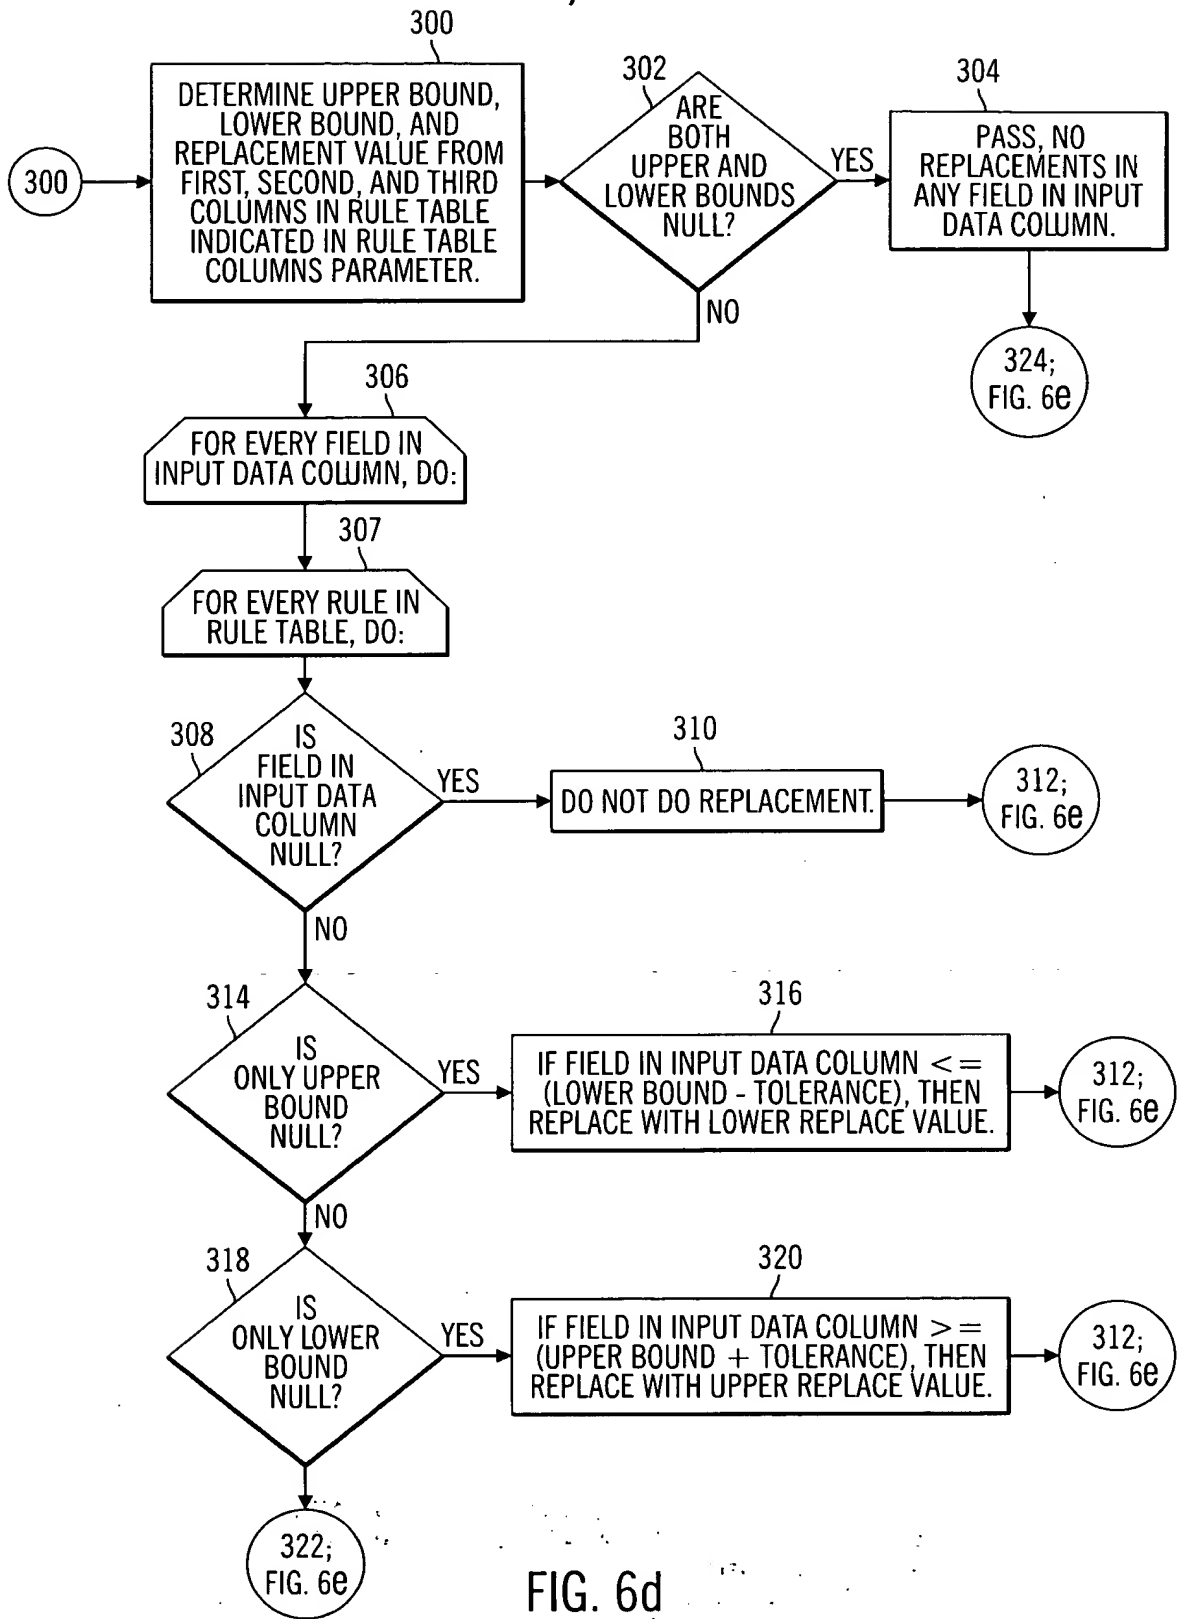 300
300
DETERMINE UPPER BOUND,
LOWER BOUND, AND
REPLACEMENT VALUE FROM
FIRST, SECOND, AND THIRD
COLUMNS IN RULE TABLE
INDICATED IN RULE TABLE
COLUMNS PARAMETER.
302
ARE
BOTH
UPPER AND
LOWER BOUNDS
NULL?
YES
304
PASS, NO
REPLACEMENTS IN
ANY FIELD IN INPUT
DATA COLUMN.
NO
324;
FIG. 6e
306
FOR EVERY FIELD IN
INPUT DATA COLUMN, DO:
307
FOR EVERY RULE IN
RULE TABLE, DO:
308
IS
FIELD IN
INPUT DATA
COLUMN
NULL?
YES
310
DO NOT DO REPLACEMENT.
312;
FIG. 6e
NO
314
IS
ONLY UPPER
BOUND
NULL?
YES
316
IF FIELD IN INPUT DATA COLUMN <=
(LOWER BOUND - TOLERANCE), THEN
REPLACE WITH LOWER REPLACE VALUE.
312;
FIG. 6e
NO
318
IS
ONLY LOWER
BOUND
NULL?
YES
320
IF FIELD IN INPUT DATA COLUMN >=
(UPPER BOUND + TOLERANCE), THEN
REPLACE WITH UPPER REPLACE VALUE.
312;
FIG. 6e
322;
FIG. 6e
FIG. 6d